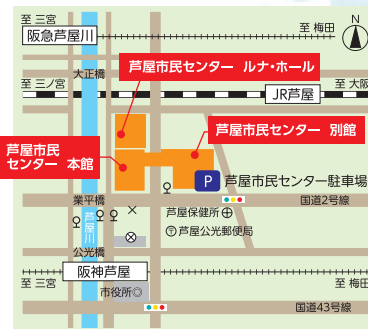 至 三宮
至 梅田
N
阪急芦屋川
芦屋市民センター ルナ・ホール
大正橋
至 三ノ宮
至 大阪
JR芦屋
芦屋市民センター 別館
芦屋市民
センター 本館
P
芦屋市民センター駐車場
業平橋
国道2号線
芦屋川
芦屋保健所
芦屋公光郵便局
公光橋
阪神芦屋
至 三宮
至 梅田
市役所◎
国道43号線